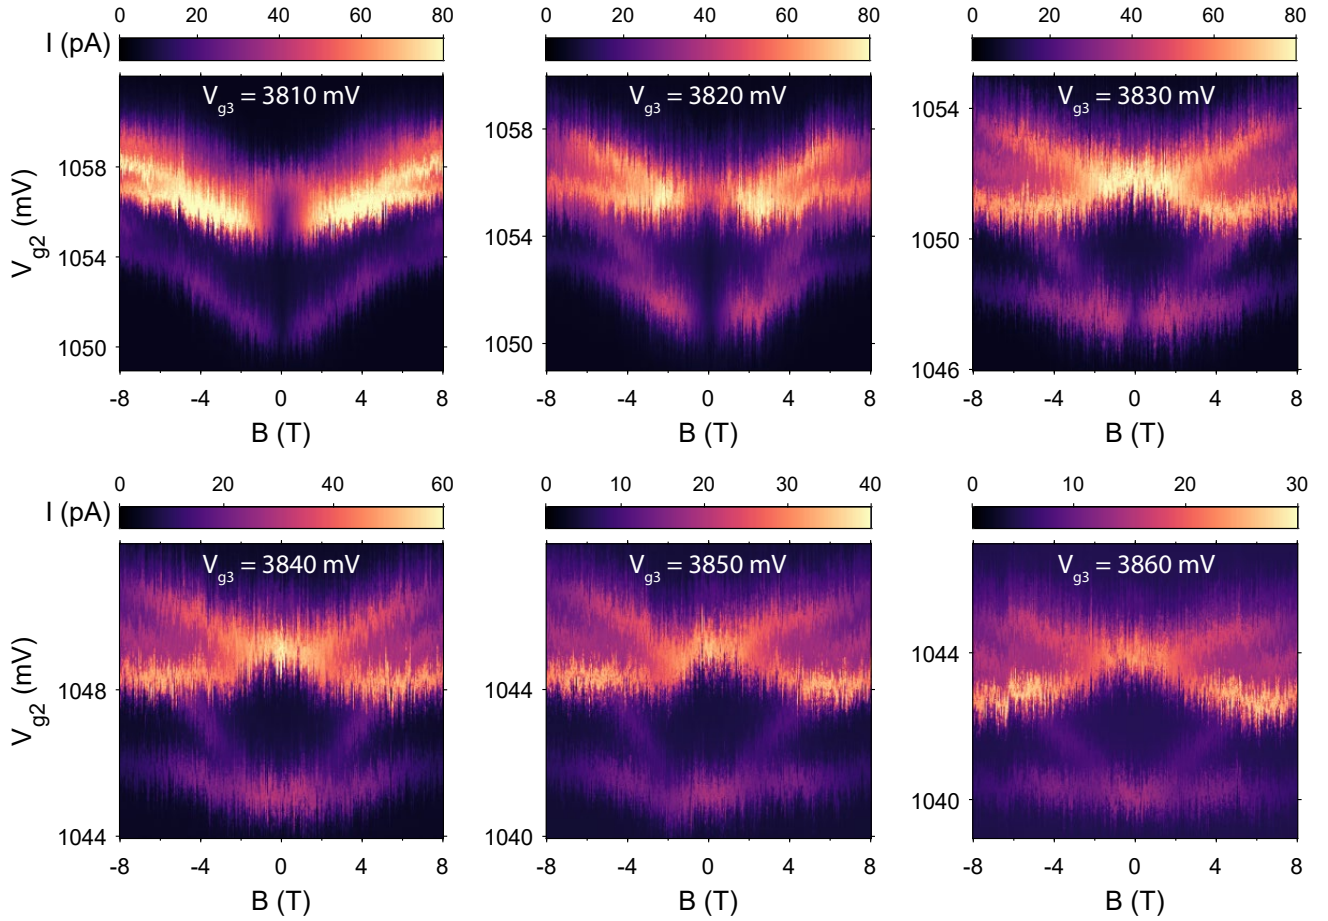 0 20 40 60 80
0 20 40 60 80
0 20 40 60 80
I (pA)
V_g3 = 3810 mV
V_g3 = 3820 mV
V_g3 = 3830 mV
V_g2 (mV)
1058
1054
1050
1058
1054
1050
1054
1050
1046
-8 -4 0 4 8
-8 -4 0 4 8
-8 -4 0 4 8
B (T)
B (T)
B (T)
0 20 40 60
0 10 20 30 40
0 10 20 30
I (pA)
V_g3 = 3840 mV
V_g3 = 3850 mV
V_g3 = 3860 mV
V_g2 (mV)
1048
1044
1044
1040
1044
1040
-8 -4 0 4 8
-8 -4 0 4 8
-8 -4 0 4 8
B (T)
B (T)
B (T)